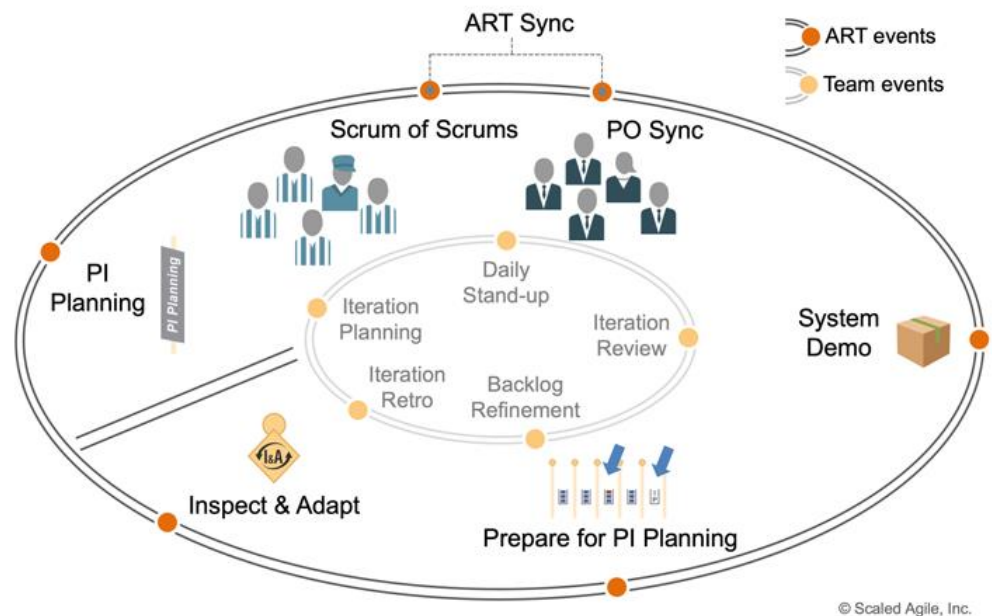 ART Sync
ART events
Team events
Scrum of Scrums
PO Sync
PI
Planning
PI Planning
Daily
Stand-up
Iteration
Planning
Iteration
Review
System
Demo
Iteration
Retro
Backlog
Refinement
I&A
Inspect & Adapt
Prepare for PI Planning
© Scaled Agile, Inc.